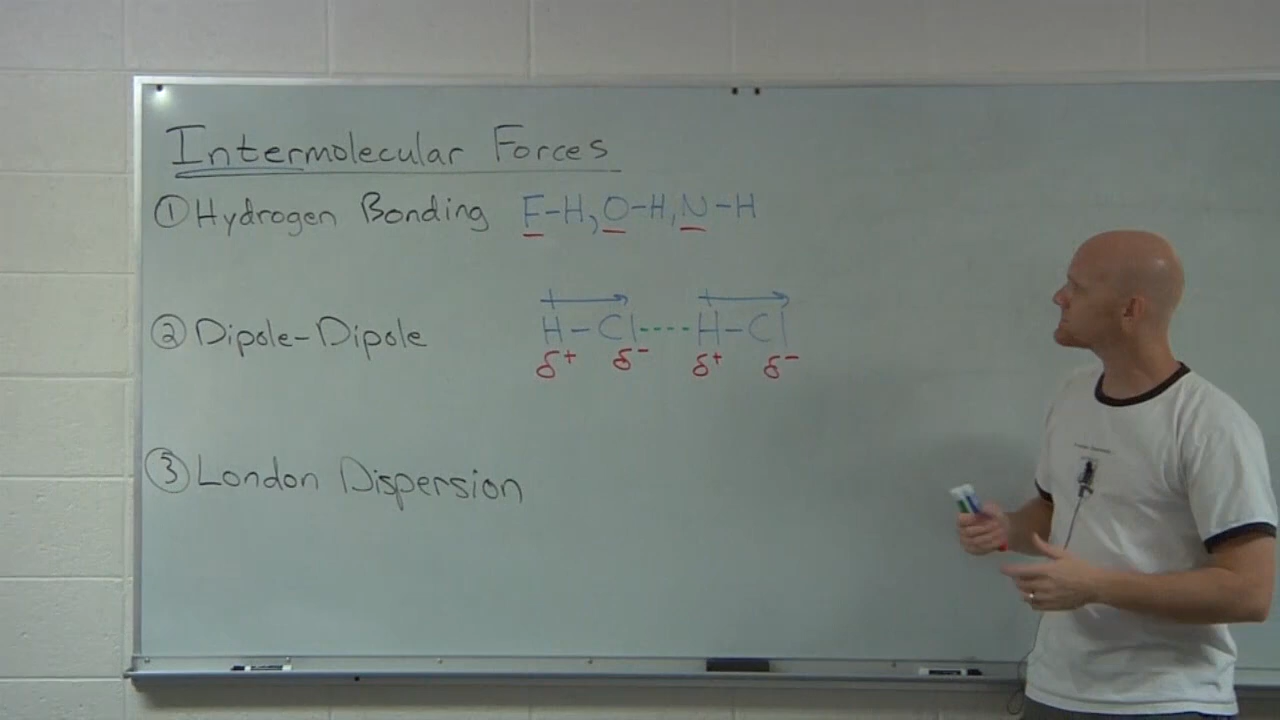 Intermolecular Forces
① Hydrogen Bonding F-H, O-H, N-H
② Dipole-Dipole H-Cl----H-Cl
δ+ δ- δ+ δ-
③ London Dispersion